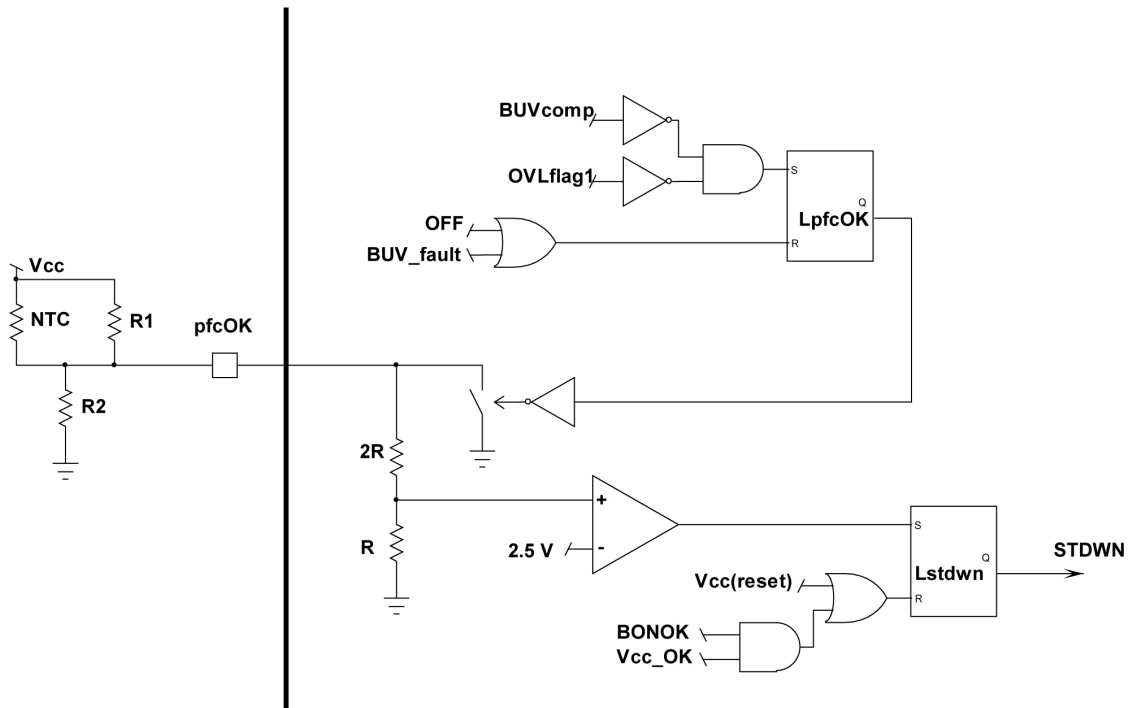 BUVcomp
OVLflag1
S
Q
LpfcOK
R
OFF
BUV_fault
Vcc
NTC
R1
R2
pfcOK
2R
R
+
-
2.5 V
S
Q
Lstdwn
R
STDWN
Vcc(reset)
BONOK
Vcc_OK